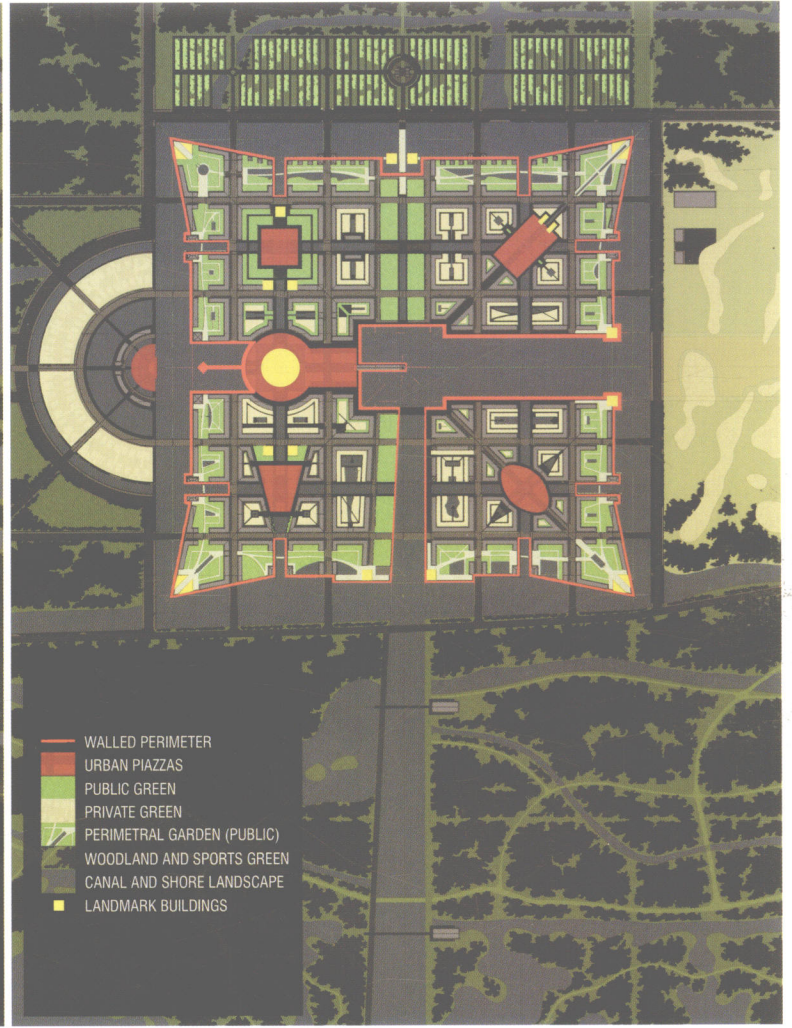 WALLED PERIMETER
URBAN PIAZZAS
PUBLIC GREEN
PRIVATE GREEN
PERIMETRAL GARDEN (PUBLIC)
WOODLAND AND SPORTS GREEN
CANAL AND SHORE LANDSCAPE
LANDMARK BUILDINGS